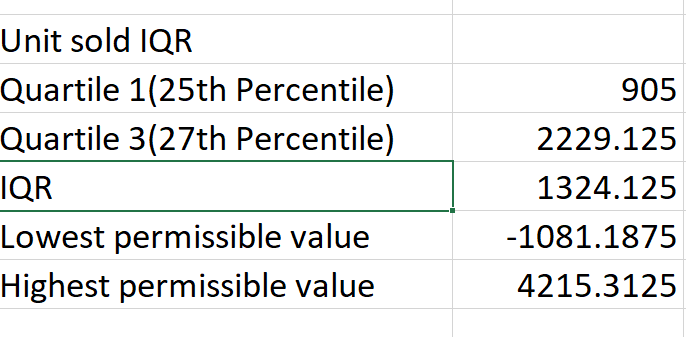 Unit sold IQR
Quartile 1(25th Percentile) 905
Quartile 3(27th Percentile) 2229.125
IQR 1324.125
Lowest permissible value -1081.1875
Highest permissible value 4215.3125